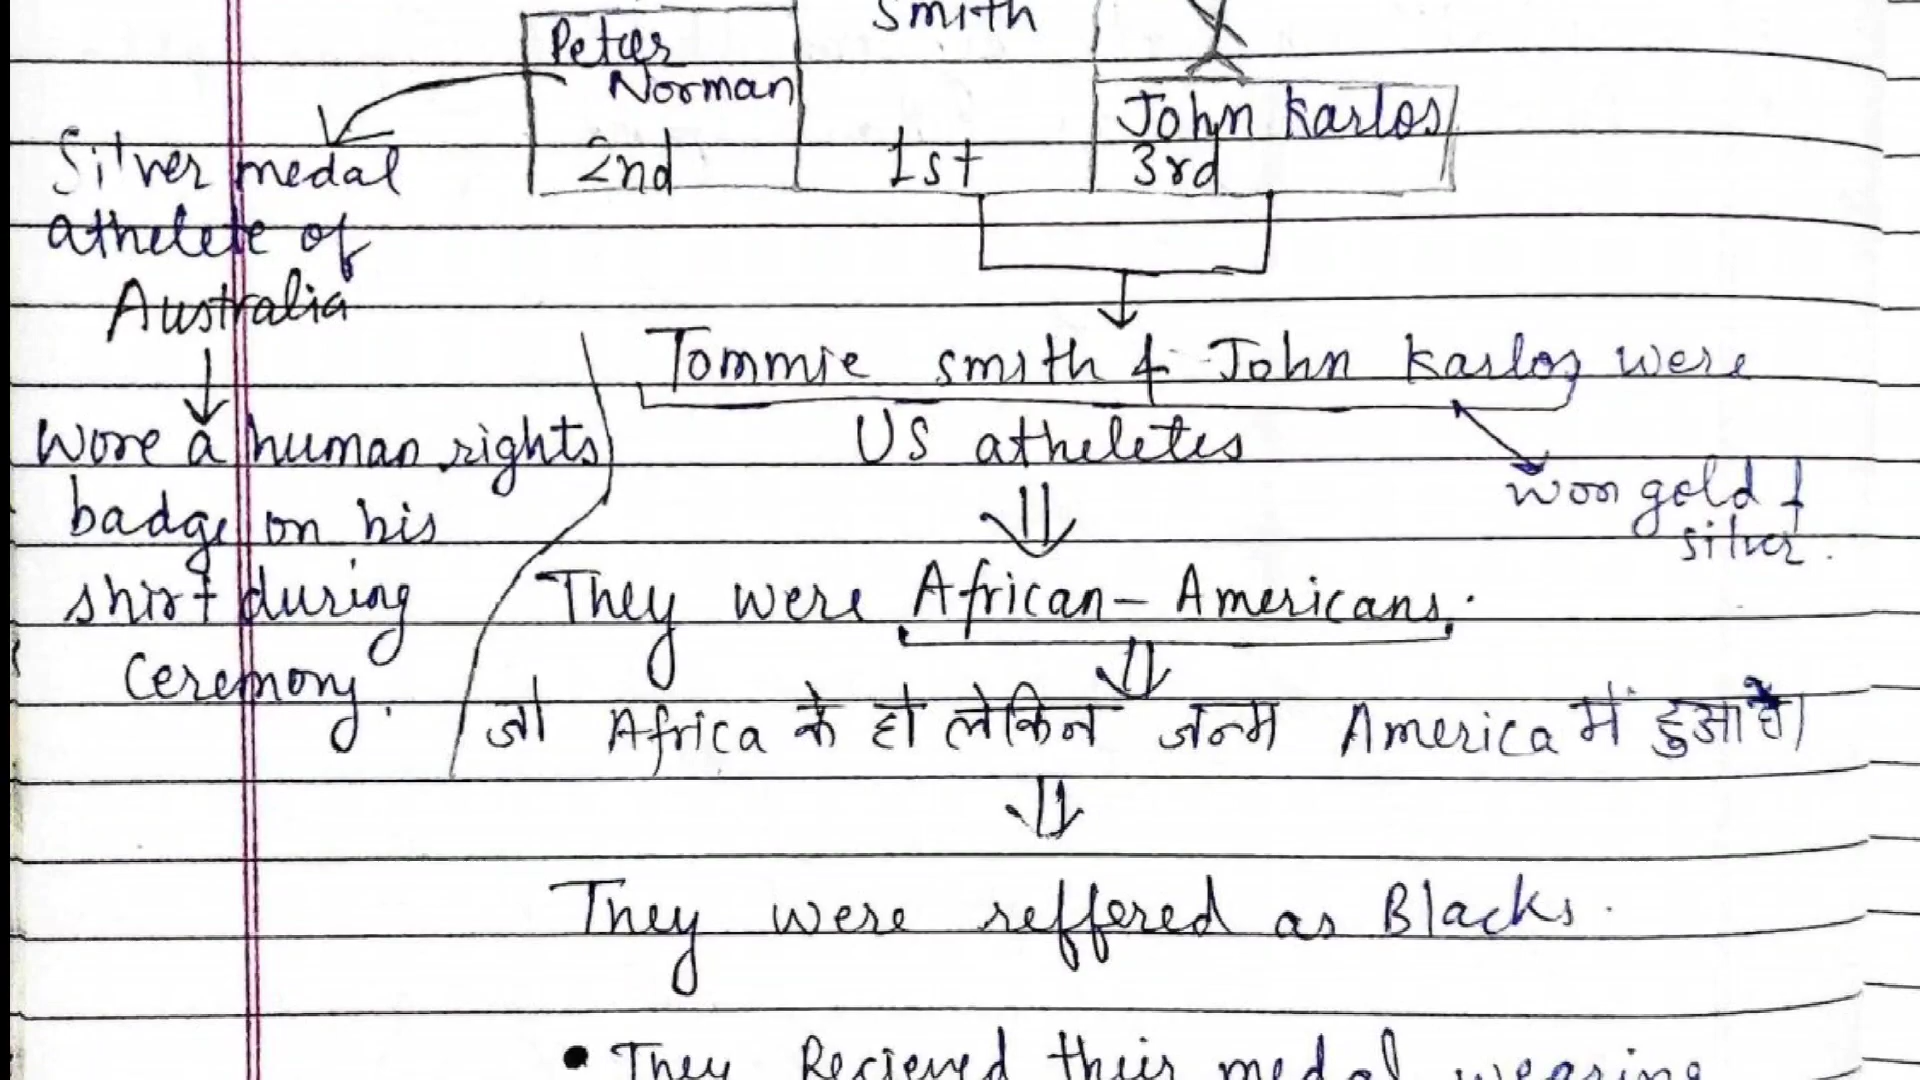 Smith
Peter
Norman
John Karlos
2nd
1st
3rd
Silver medal
athelete of
Australia
Wore a human rights
badge on his
shirt during
Ceremony.
Tommie smith & John Karlos were
US atheletes
won gold &
silver.
They were African-Americans.
जो Africa के हो लेकिन जन्म America में हुआ है।
They were reffered as Blacks.
• They Recieved their medal wearing